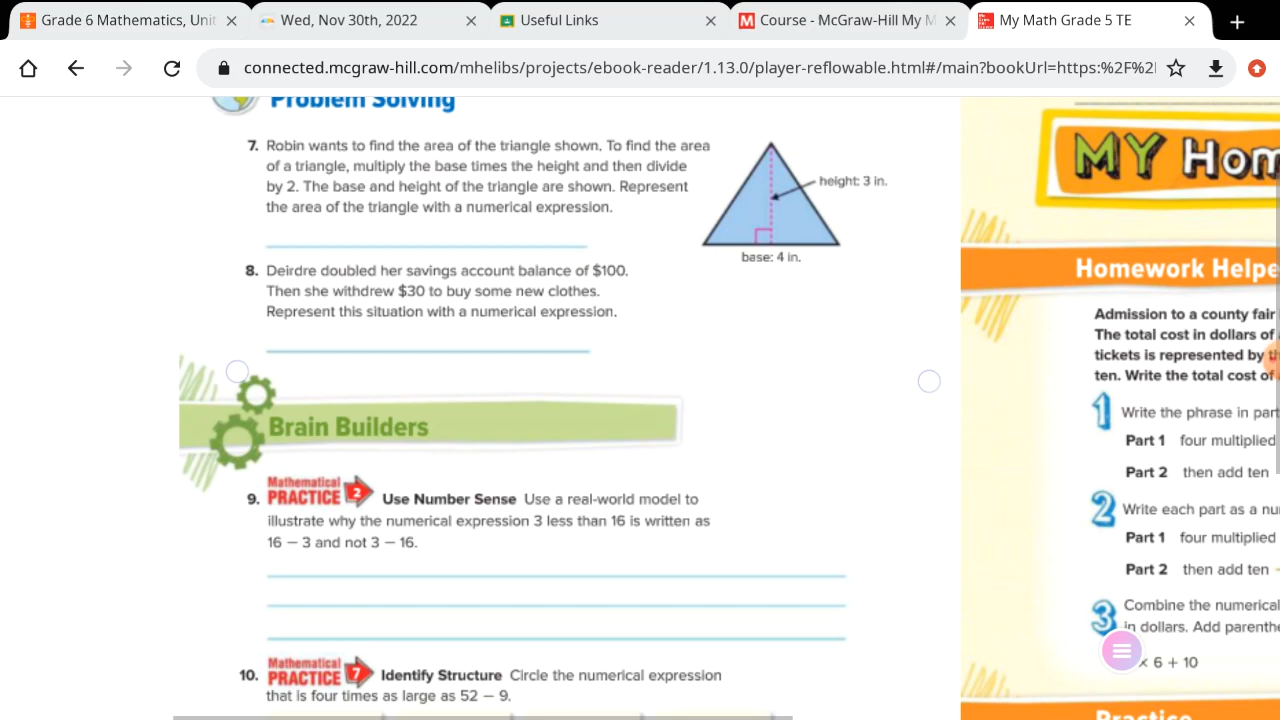 Grade 6 Mathematics, Unit
Wed, Nov 30th, 2022
Useful Links
Course - McGraw-Hill My M
My Math Grade 5 TE
connected.mcgraw-hill.com/mhelibs/projects/ebook-reader/1.13.0/player-reflowable.html#/main?bookUrl=https:%2F%2
Problem Solving
7. Robin wants to find the area of the triangle shown. To find the area
of a triangle, multiply the base times the height and then divide
by 2. The base and height of the triangle are shown. Represent
the area of the triangle with a numerical expression.
height: 3 in.
base: 4 in.
8. Deirdre doubled her savings account balance of $100.
Then she withdrew $30 to buy some new clothes.
Represent this situation with a numerical expression.
Brain Builders
9. Mathematical PRACTICE 2 Use Number Sense Use a real-world model to
illustrate why the numerical expression 3 less than 16 is written as
16 – 3 and not 3 – 16.
10. Mathematical PRACTICE 7 Identify Structure Circle the numerical expression
that is four times as large as 52 – 9.
MY Hom
Homework Helpe
Admission to a county fair
The total cost in dollars of
tickets is represented by th
ten. Write the total cost of
1 Write the phrase in part
Part 1 four multiplied
Part 2 then add ten
2 Write each part as a nu
Part 1 four multiplied
Part 2 then add ten
3 Combine the numerical
in dollars. Add parenthe
× 6 + 10
Practice